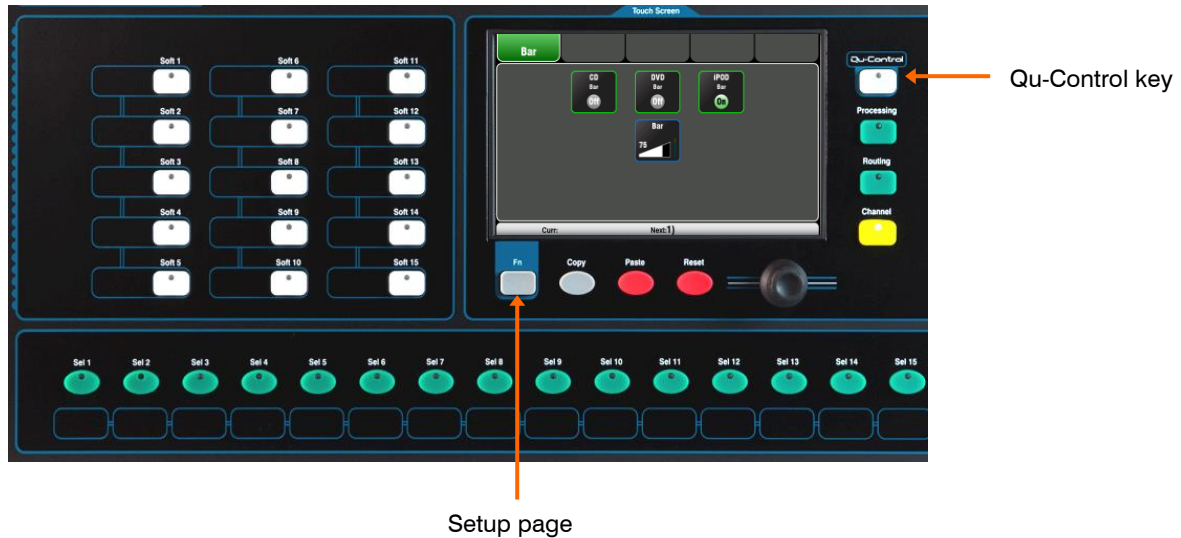 Touch Screen
Soft 1 Soft 6 Soft 11
Soft 2 Soft 7 Soft 12
Soft 3 Soft 8 Soft 13
Soft 4 Soft 9 Soft 14
Soft 5 Soft 10 Soft 15
Bar
CD DVD iPOD
Bar Bar Bar
Off Off On
Bar
75
Curr: Next:1)
Qu-Control
Qu-Control key
Processing
Routing
Channel
Fn Copy Paste Reset
Sel 1 Sel 2 Sel 3 Sel 4 Sel 5 Sel 6 Sel 7 Sel 8 Sel 9 Sel 10 Sel 11 Sel 12 Sel 13 Sel 14 Sel 15
Setup page